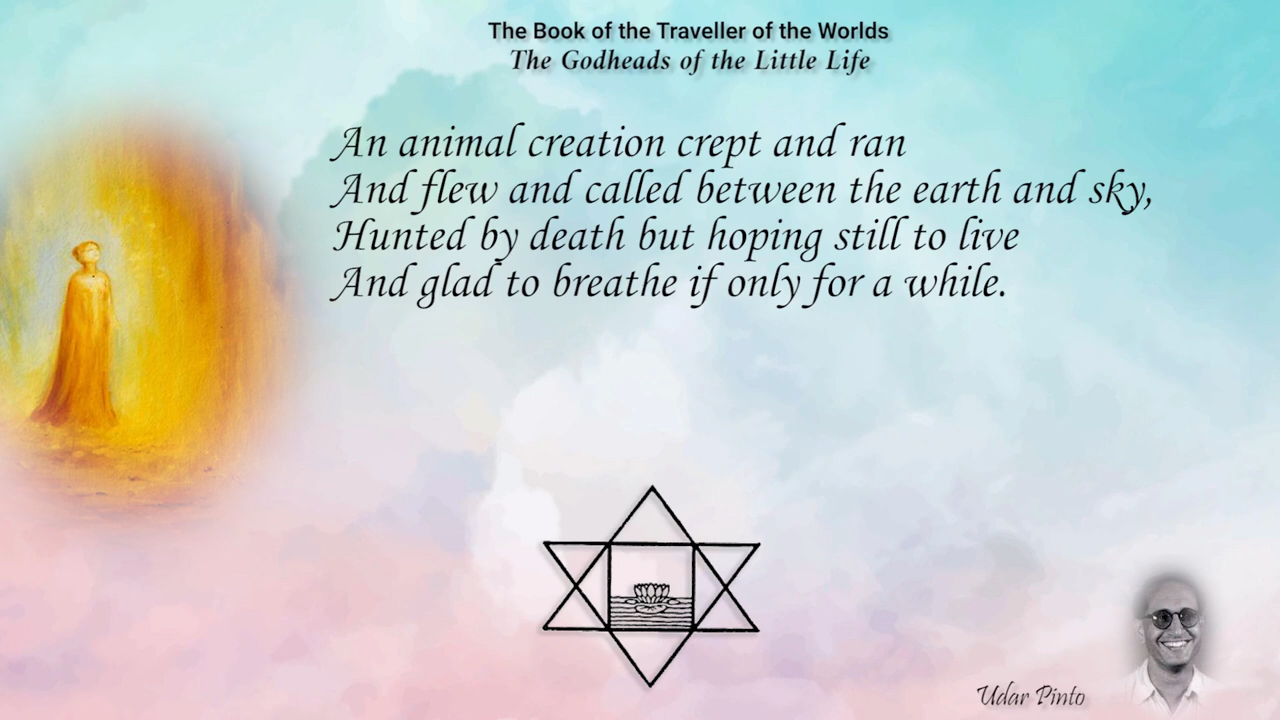 The Book of the Traveller of the Worlds
The Godheads of the Little Life
An animal creation crept and ran
And flew and called between the earth and sky,
Hunted by death but hoping still to live
And glad to breathe if only for a while.
Udar Pinto